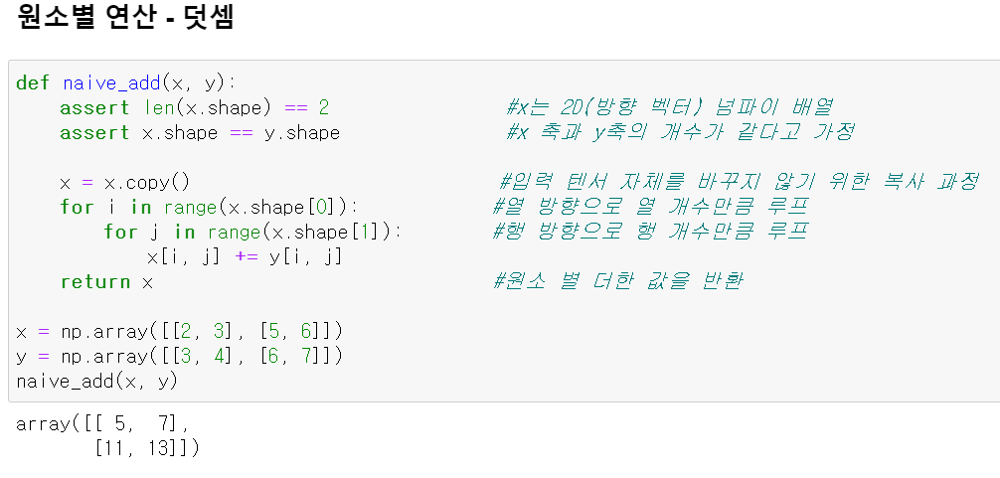 원소별 연산 - 덧셈
def naive_add(x, y):
    assert len(x.shape) == 2                #x는 2D(방향 벡터) 넘파이 배열
    assert x.shape == y.shape               #x 축과 y축의 개수가 같다고 가정
    x = x.copy()                            #입력 텐서 자체를 바꾸지 않기 위한 복사 과정
    for i in range(x.shape[0]):             #열 방향으로 열 개수만큼 루프
        for j in range(x.shape[1]):         #행 방향으로 행 개수만큼 루프
            x[i, j] += y[i, j]
    return x                                #원소 별 더한 값을 반환
x = np.array([[2, 3], [5, 6]])
y = np.array([[3, 4], [6, 7]])
naive_add(x, y)
array([[ 5,  7],
       [11, 13]])